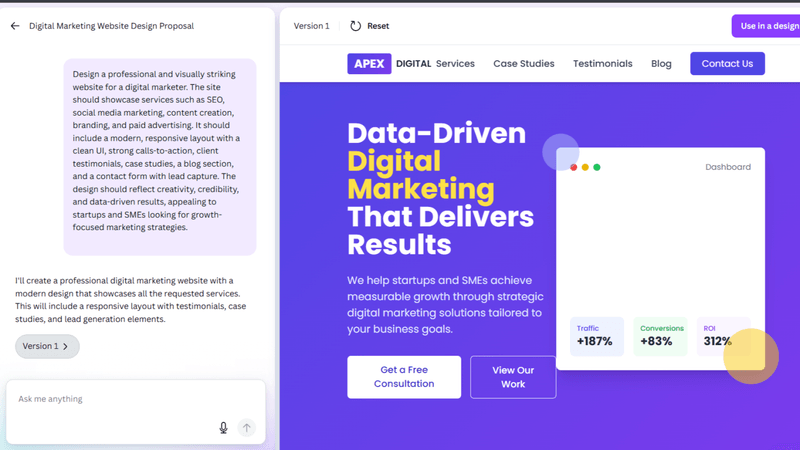 Digital Marketing Website Design Proposal
Design a professional and visually striking
website for a digital marketer. The site
should showcase services such as SEO,
social media marketing, content creation,
branding, and paid advertising. It should
include a modern, responsive layout with a
clean UI, strong calls-to-action, client
testimonials, case studies, a blog section,
and a contact form with lead capture. The
design should reflect creativity, credibility,
and data-driven results, appealing to
startups and SMEs looking for growth-
focused marketing strategies.
I'll create a professional digital marketing website with a
modern design that showcases all the requested services.
This will include a responsive layout with testimonials, case
studies, and lead generation elements.
Version 1
Ask me anything
Version 1 Reset Use in a design
APEX DIGITAL Services Case Studies Testimonials Blog Contact Us
Data-Driven
Digital
Marketing
That Delivers
Results
We help startups and SMEs achieve
measurable growth through strategic
digital marketing solutions tailored to
your business goals.
Get a Free
Consultation
View Our
Work
Dashboard
Traffic Conversions ROI
+187% +83% 312%